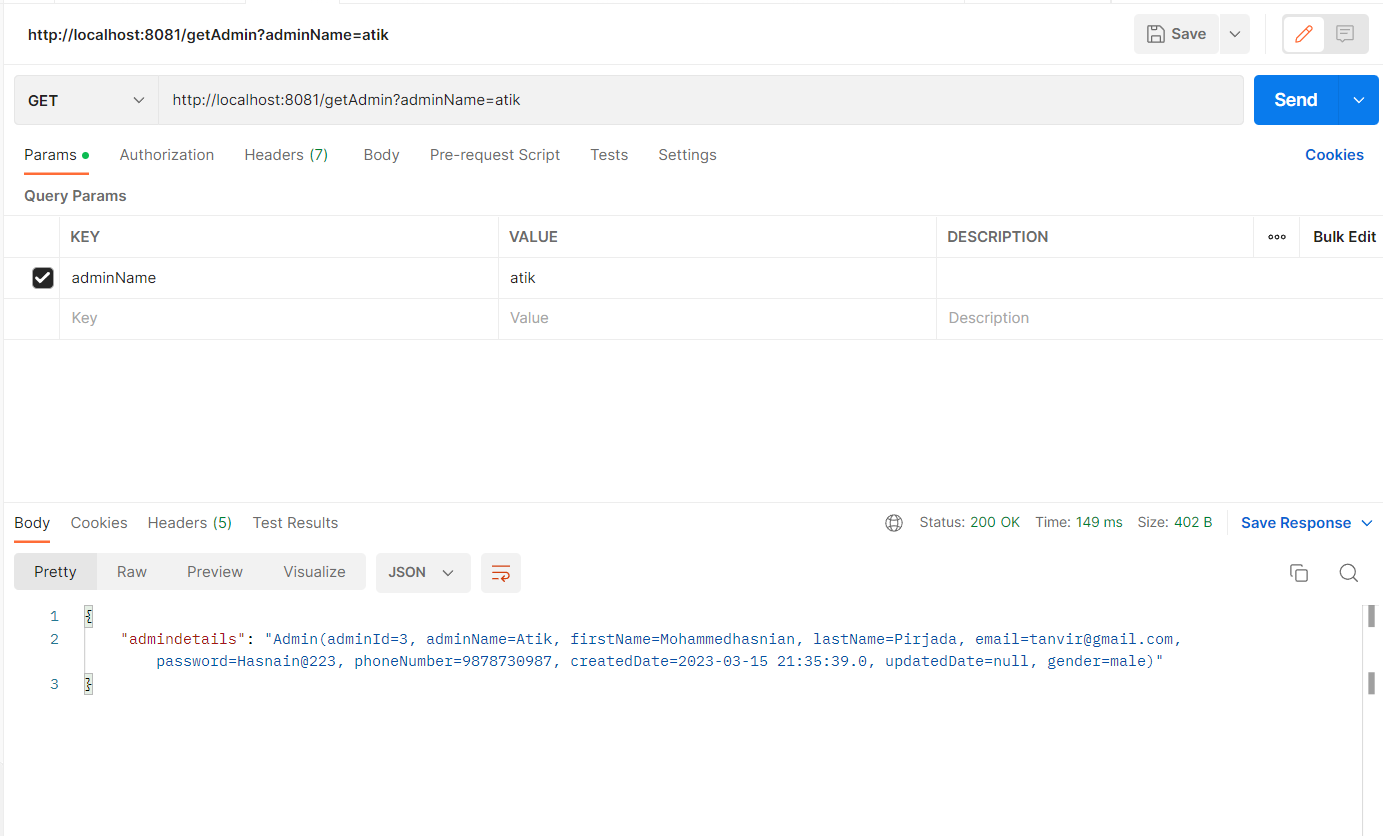 http://localhost:8081/getAdmin?adminName=atik
Save
GET
http://localhost:8081/getAdmin?adminName=atik
Send
Params Authorization Headers (7) Body Pre-request Script Tests Settings Cookies
Query Params
KEY VALUE DESCRIPTION Bulk Edit
adminName atik
Key Value Description
Body Cookies Headers (5) Test Results Status: 200 OK Time: 149 ms Size: 402 B Save Response
Pretty Raw Preview Visualize JSON
1 {
2 "admindetails": "Admin(adminId=3, adminName=Atik, firstName=Mohammedhasnian, lastName=Pirjada, email=tanvir@gmail.com,
password=Hasnain@223, phoneNumber=9878730987, createdDate=2023-03-15 21:35:39.0, updatedDate=null, gender=male)"
3 }